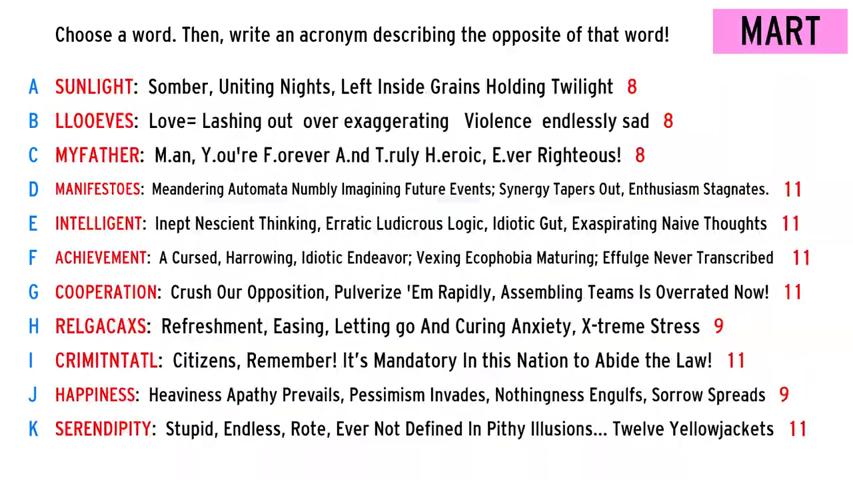 Choose a word. Then, write an acronym describing the opposite of that word!
MART
A SUNLIGHT: Somber, Uniting Nights, Left Inside Grains Holding Twilight 8
B LLOOEVES: Love= Lashing out over exaggerating Violence endlessly sad 8
C MYFATHER: M.an, Y.ou're F.orever A.nd T.ruly H.eroic, E.ver Righteous! 8
D MANIFESTOES: Meandering Automata Numbly Imagining Future Events; Synergy Tapers Out, Enthusiasm Stagnates. 11
E INTELLIGENT: Inept Nescient Thinking, Erratic Ludicrous Logic, Idiotic Gut, Exaspirating Naive Thoughts 11
F ACHIEVEMENT: A Cursed, Harrowing, Idiotic Endeavor; Vexing Ecophobia Maturing; Effulge Never Transcribed 11
G COOPERATION: Crush Our Opposition, Pulverize 'Em Rapidly, Assembling Teams Is Overrated Now! 11
H RELGACAXS: Refreshment, Easing, Letting go And Curing Anxiety, X-treme Stress 9
I CRIMITNTATL: Citizens, Remember! It's Mandatory In this Nation to Abide the Law! 11
J HAPPINESS: Heaviness Apathy Prevails, Pessimism Invades, Nothingness Engulfs, Sorrow Spreads 9
K SERENDIPITY: Stupid, Endless, Rote, Ever Not Defined In Pithy Illusions... Twelve Yellowjackets 11